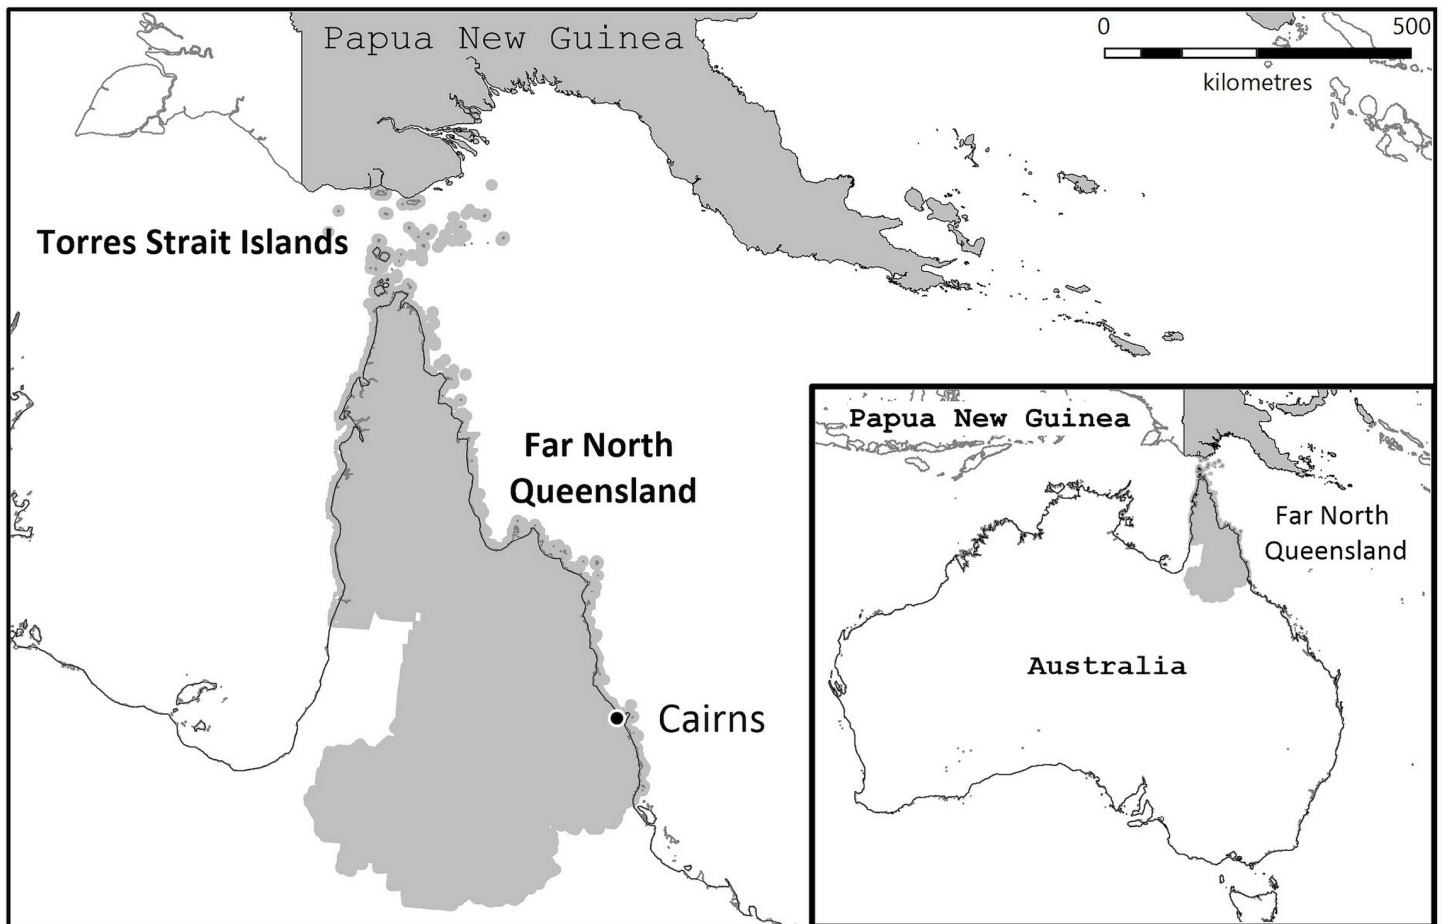 Papua New Guinea
0 500
kilometres
Torres Strait Islands
Far North
Queensland
Cairns
Papua New Guinea
Far North
Queensland
Australia